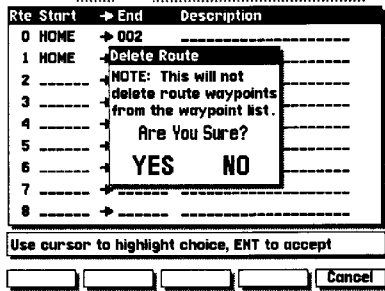 Rte Start → End Description
0 HOME → 002
1 HOME →
Delete Route
NOTE: This will not
delete route waypoints
from the waypoint list.
Are You Sure?
YES NO
2
3
4
5
6
7 →
8 →
Use cursor to highlight choice, ENT to accept
Cancel